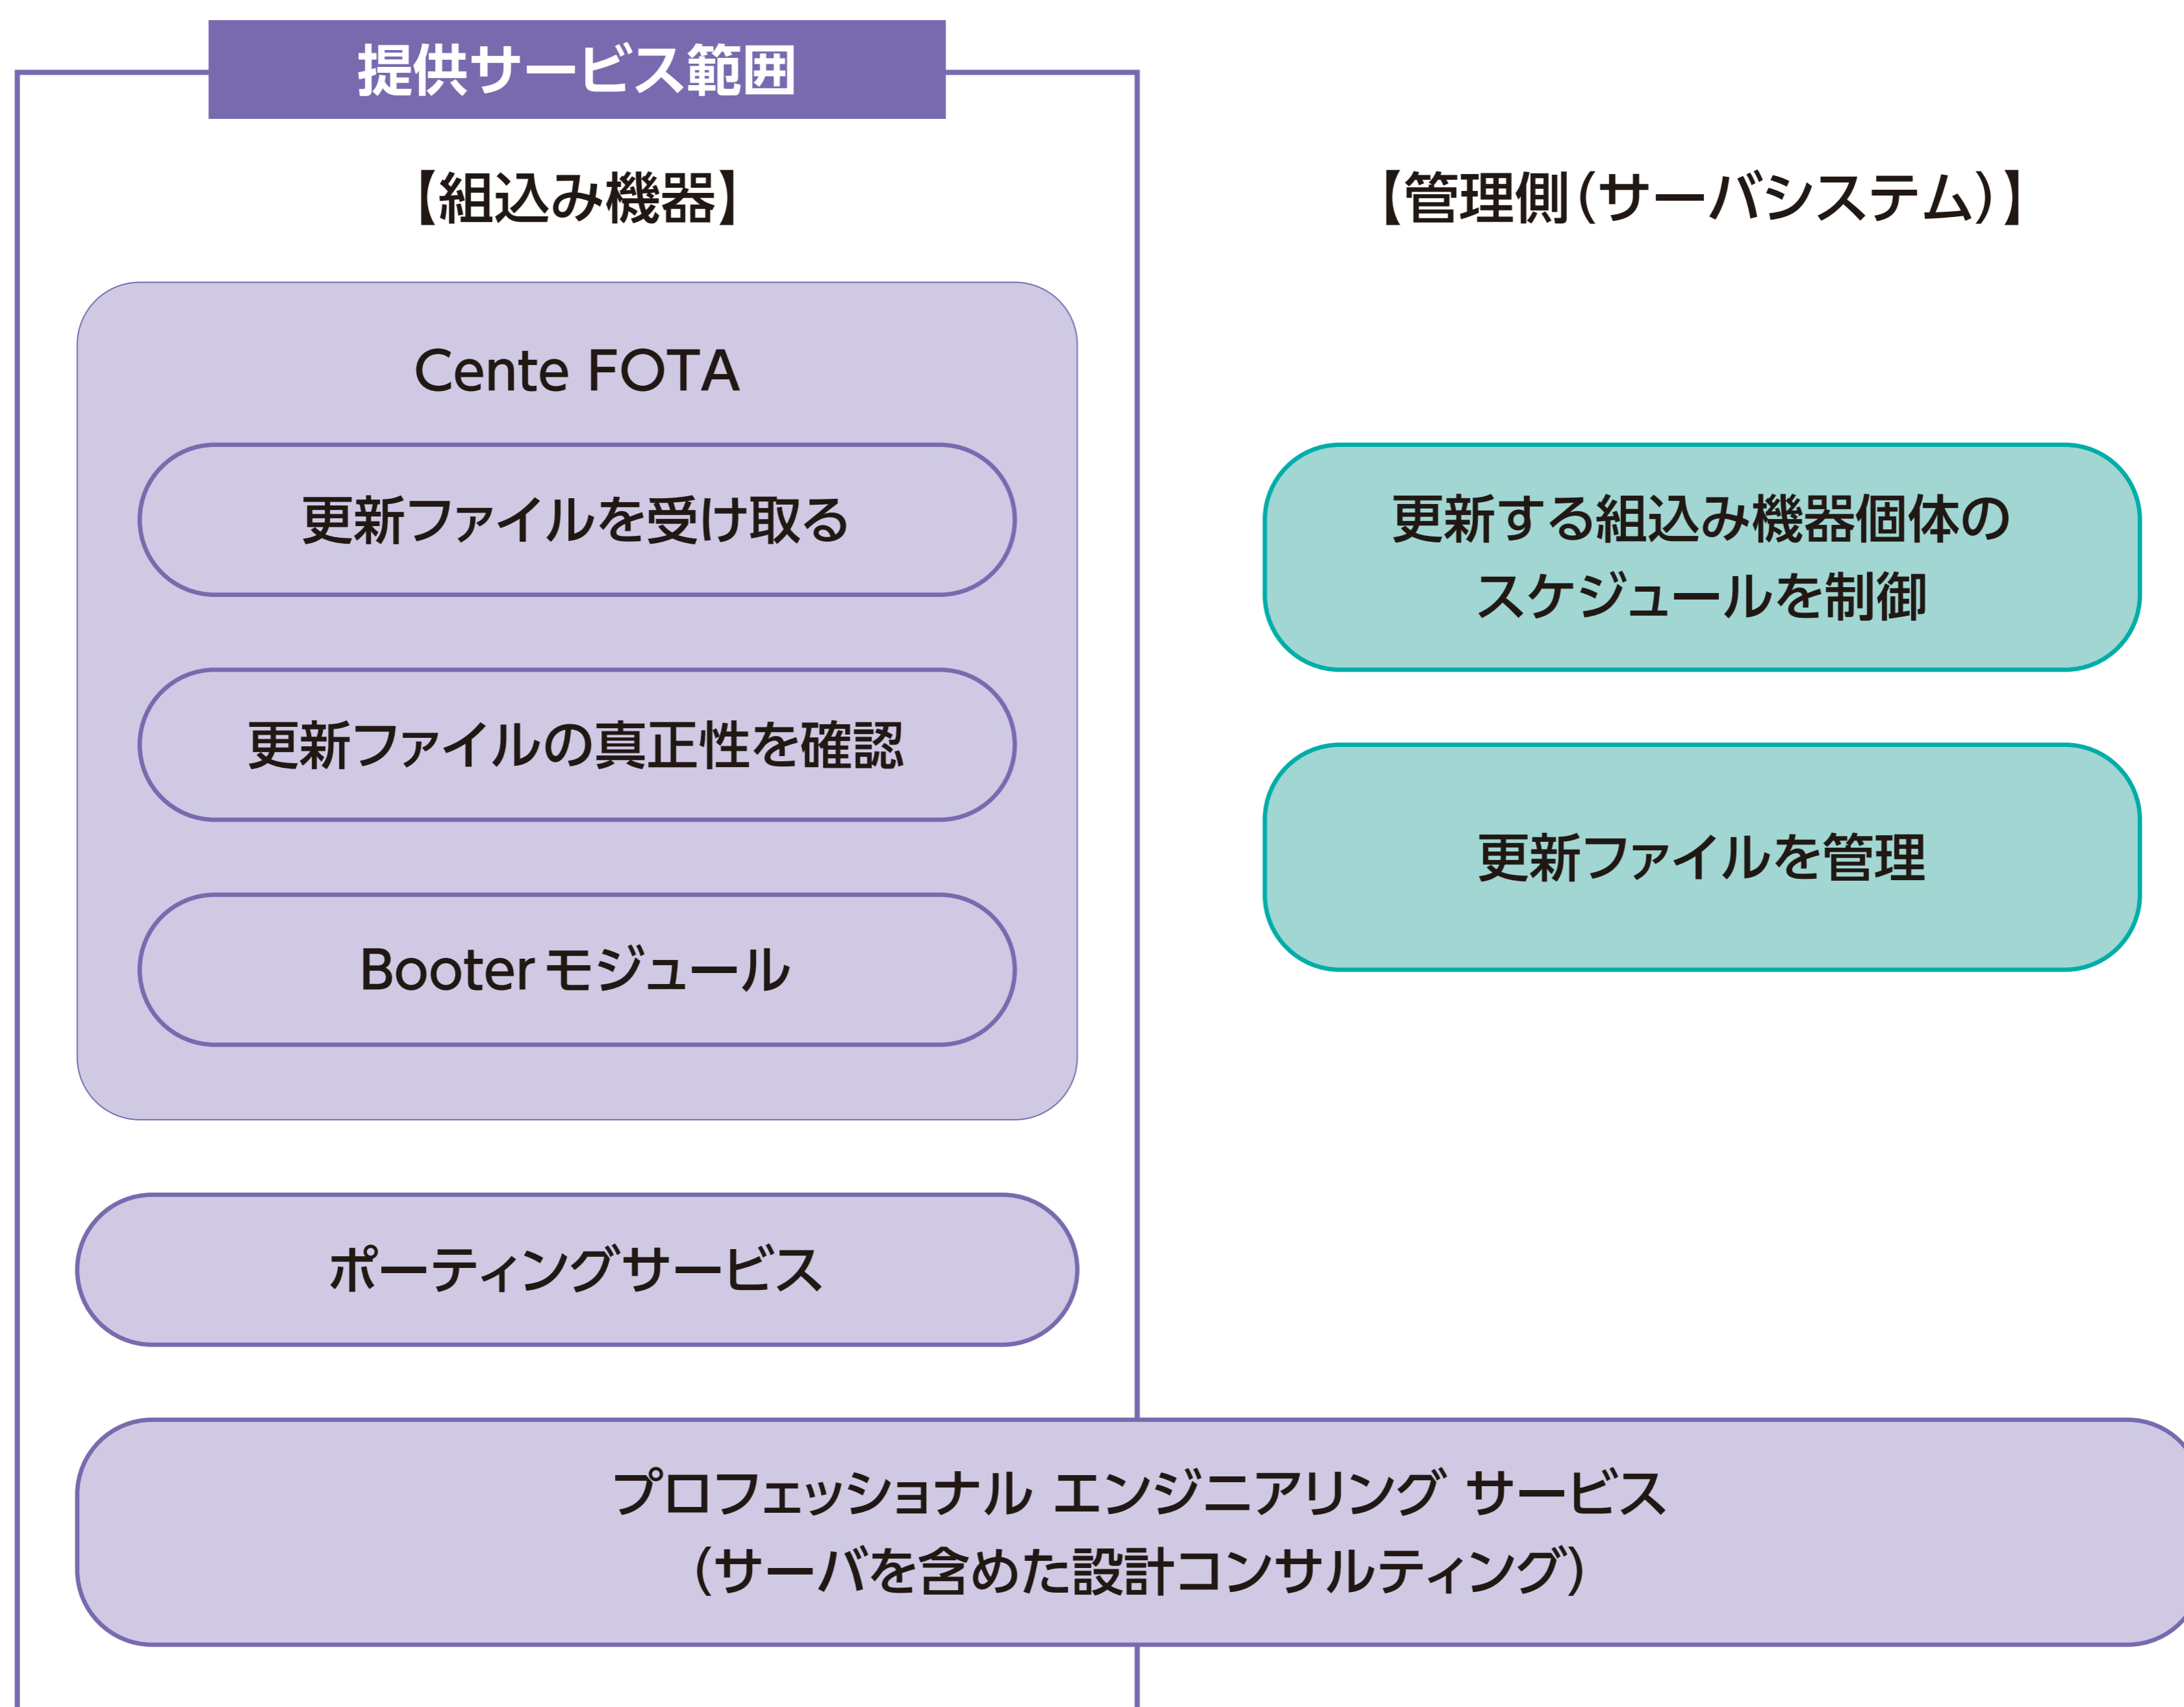 提供サービス範囲
【組込み機器】
Cente FOTA
更新ファイルを受け取る
更新ファイルの真正性を確認
Booterモジュール
ポーティングサービス
【管理側(サーバシステム)】
更新する組込み機器個体の
スケジュールを制御
更新ファイルを管理
プロフェッショナル エンジニアリング サービス
(サーバを含めた設計コンサルティング)